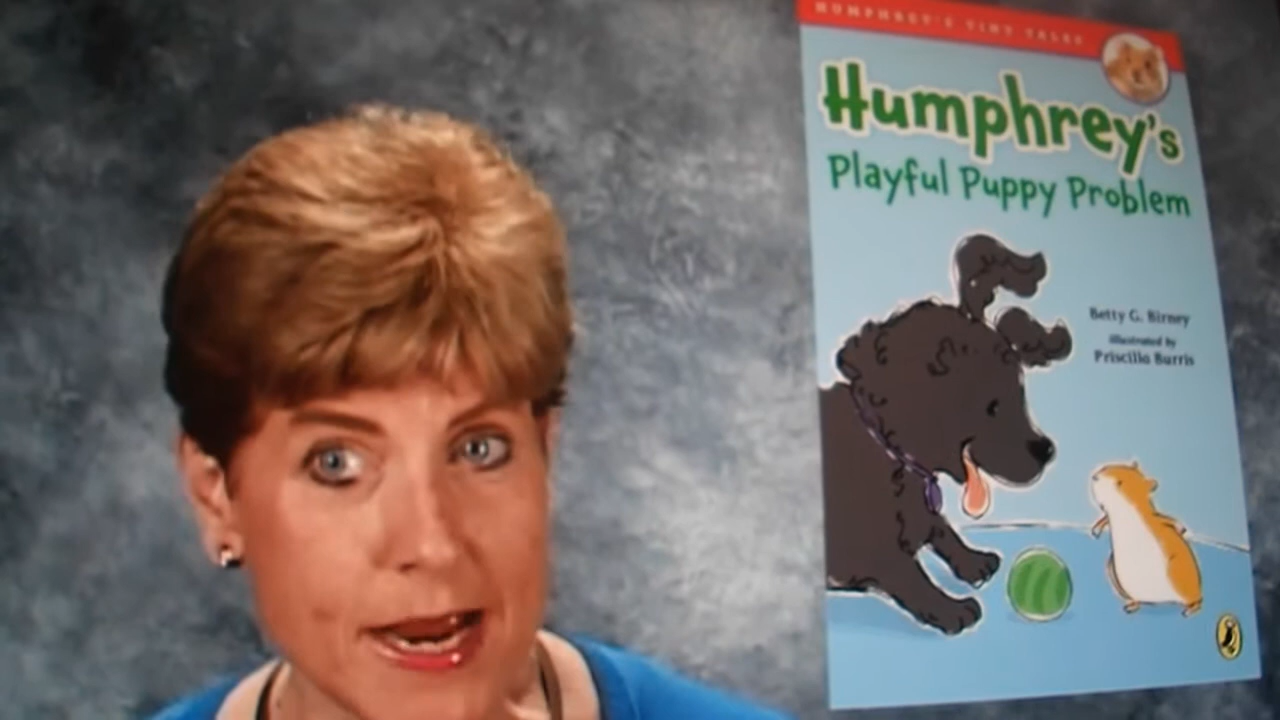 HUMPHREY'S TINY TALES
Humphrey's
Playful Puppy Problem
Betty G. Birney
illustrated by
Priscilla Burris